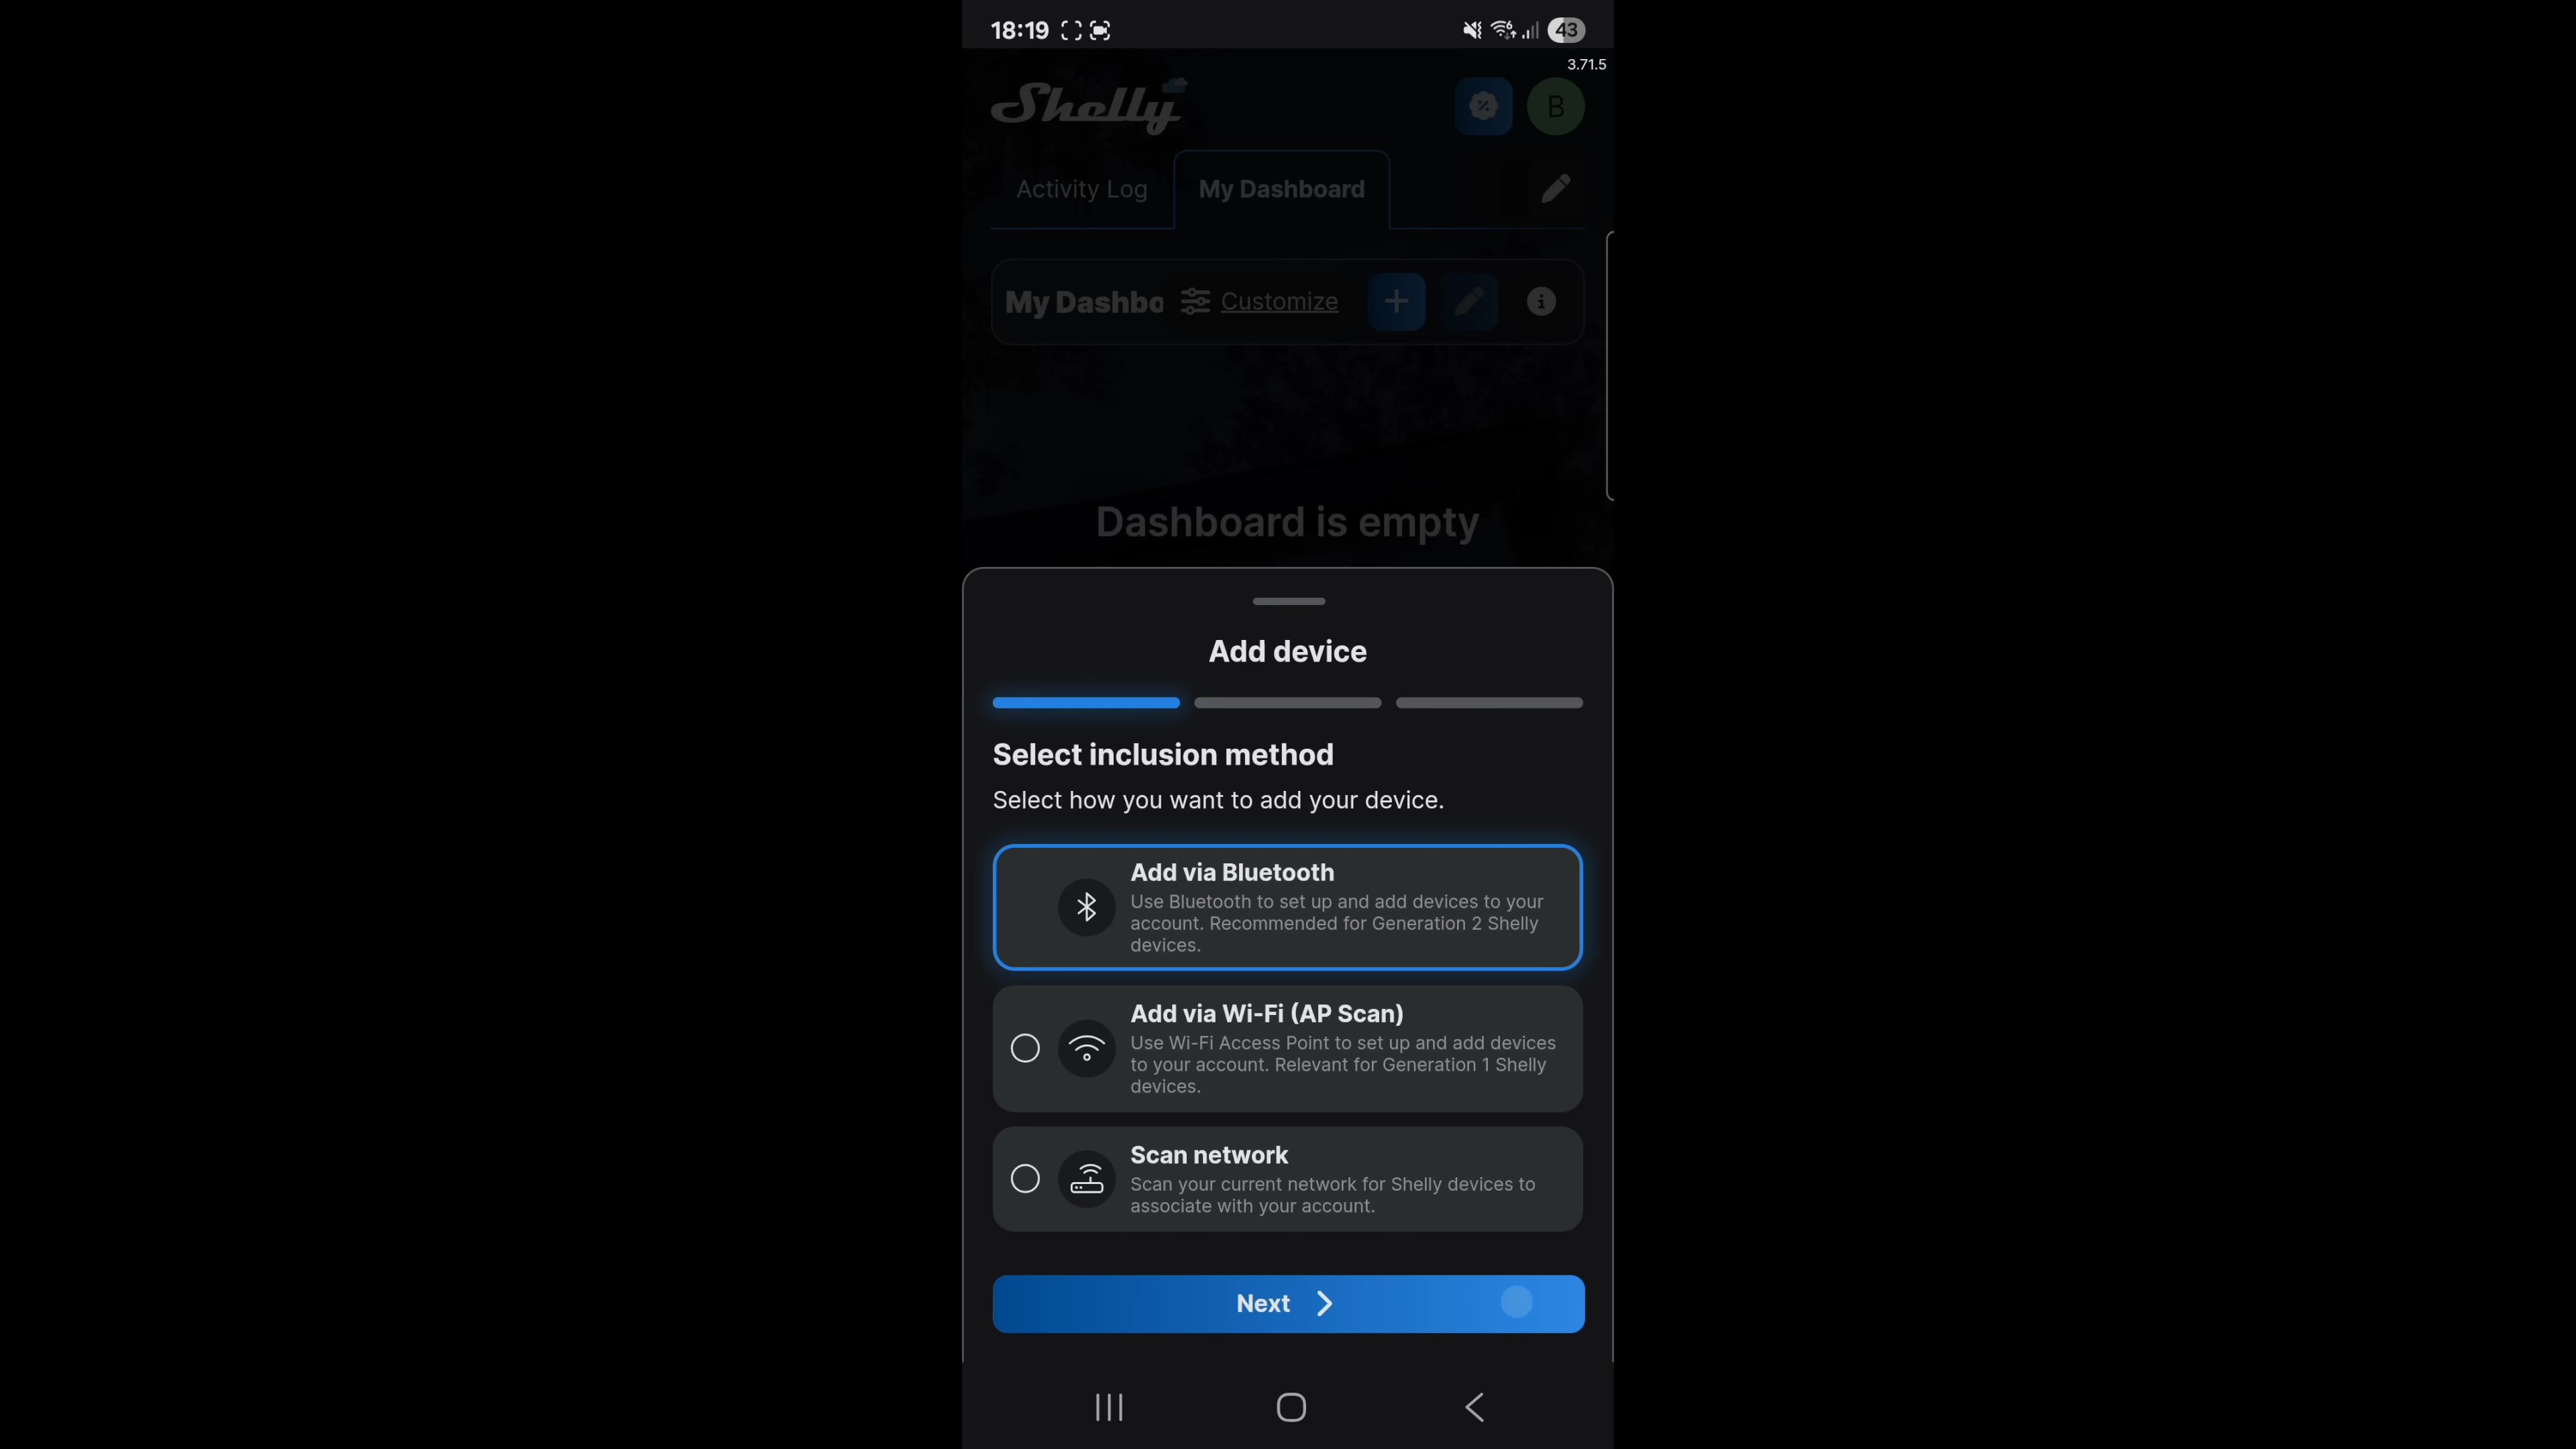 18:19
43
3.71.5
Shelly
B
Activity Log
My Dashboard
My Dashbo
Customize
Dashboard is empty
Add device
Select inclusion method
Select how you want to add your device.
Add via Bluetooth
Use Bluetooth to set up and add devices to your
account. Recommended for Generation 2 Shelly
devices.
Add via Wi-Fi (AP Scan)
Use Wi-Fi Access Point to set up and add devices
to your account. Relevant for Generation 1 Shelly
devices.
Scan network
Scan your current network for Shelly devices to
associate with your account.
Next